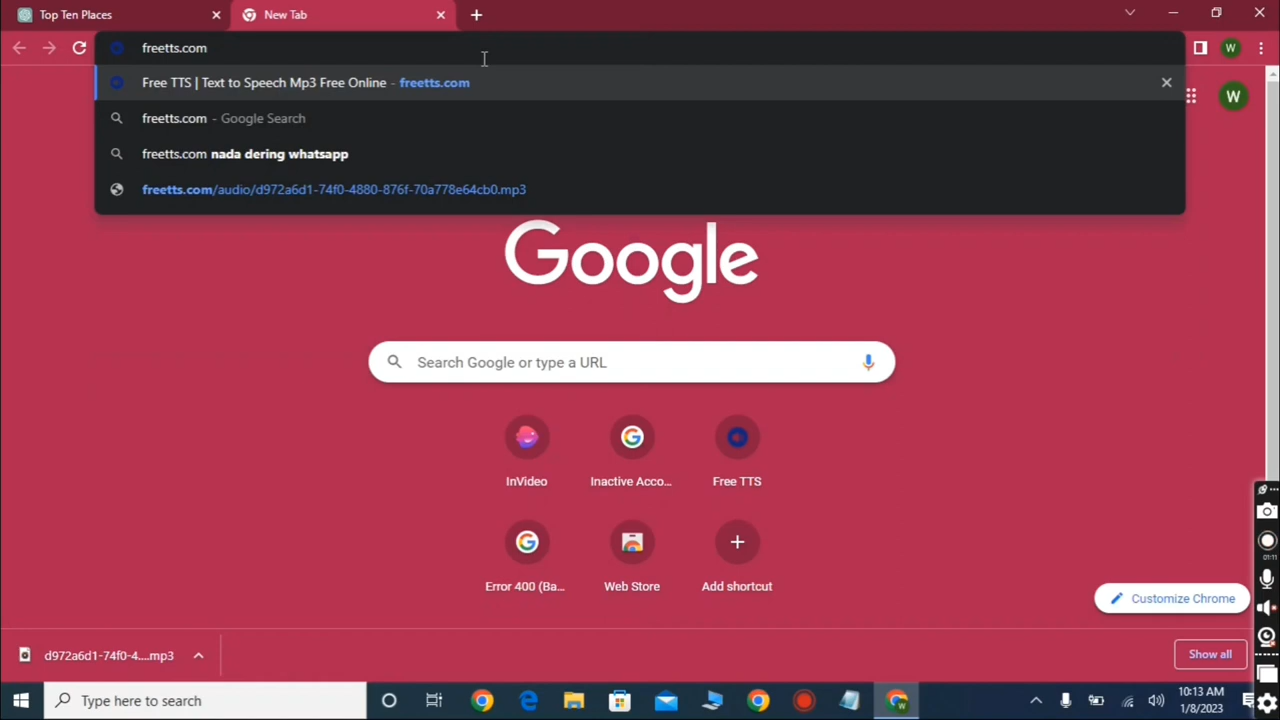 Top Ten Places
New Tab
freetts.com
W
Free TTS | Text to Speech Mp3 Free Online - freetts.com
freetts.com - Google Search
W
freetts.com nada dering whatsapp
freetts.com/audio/d972a6d1-74f0-4880-876f-70a778e64cb0.mp3
Google
Search Google or type a URL
InVideo
Inactive Acco...
Free TTS
Error 400 (Ba...
Web Store
Add shortcut
Customize Chrome
01:11
d972a6d1-74f0-4....mp3
Show all
Type here to search
10:13 AM
1/8/2023